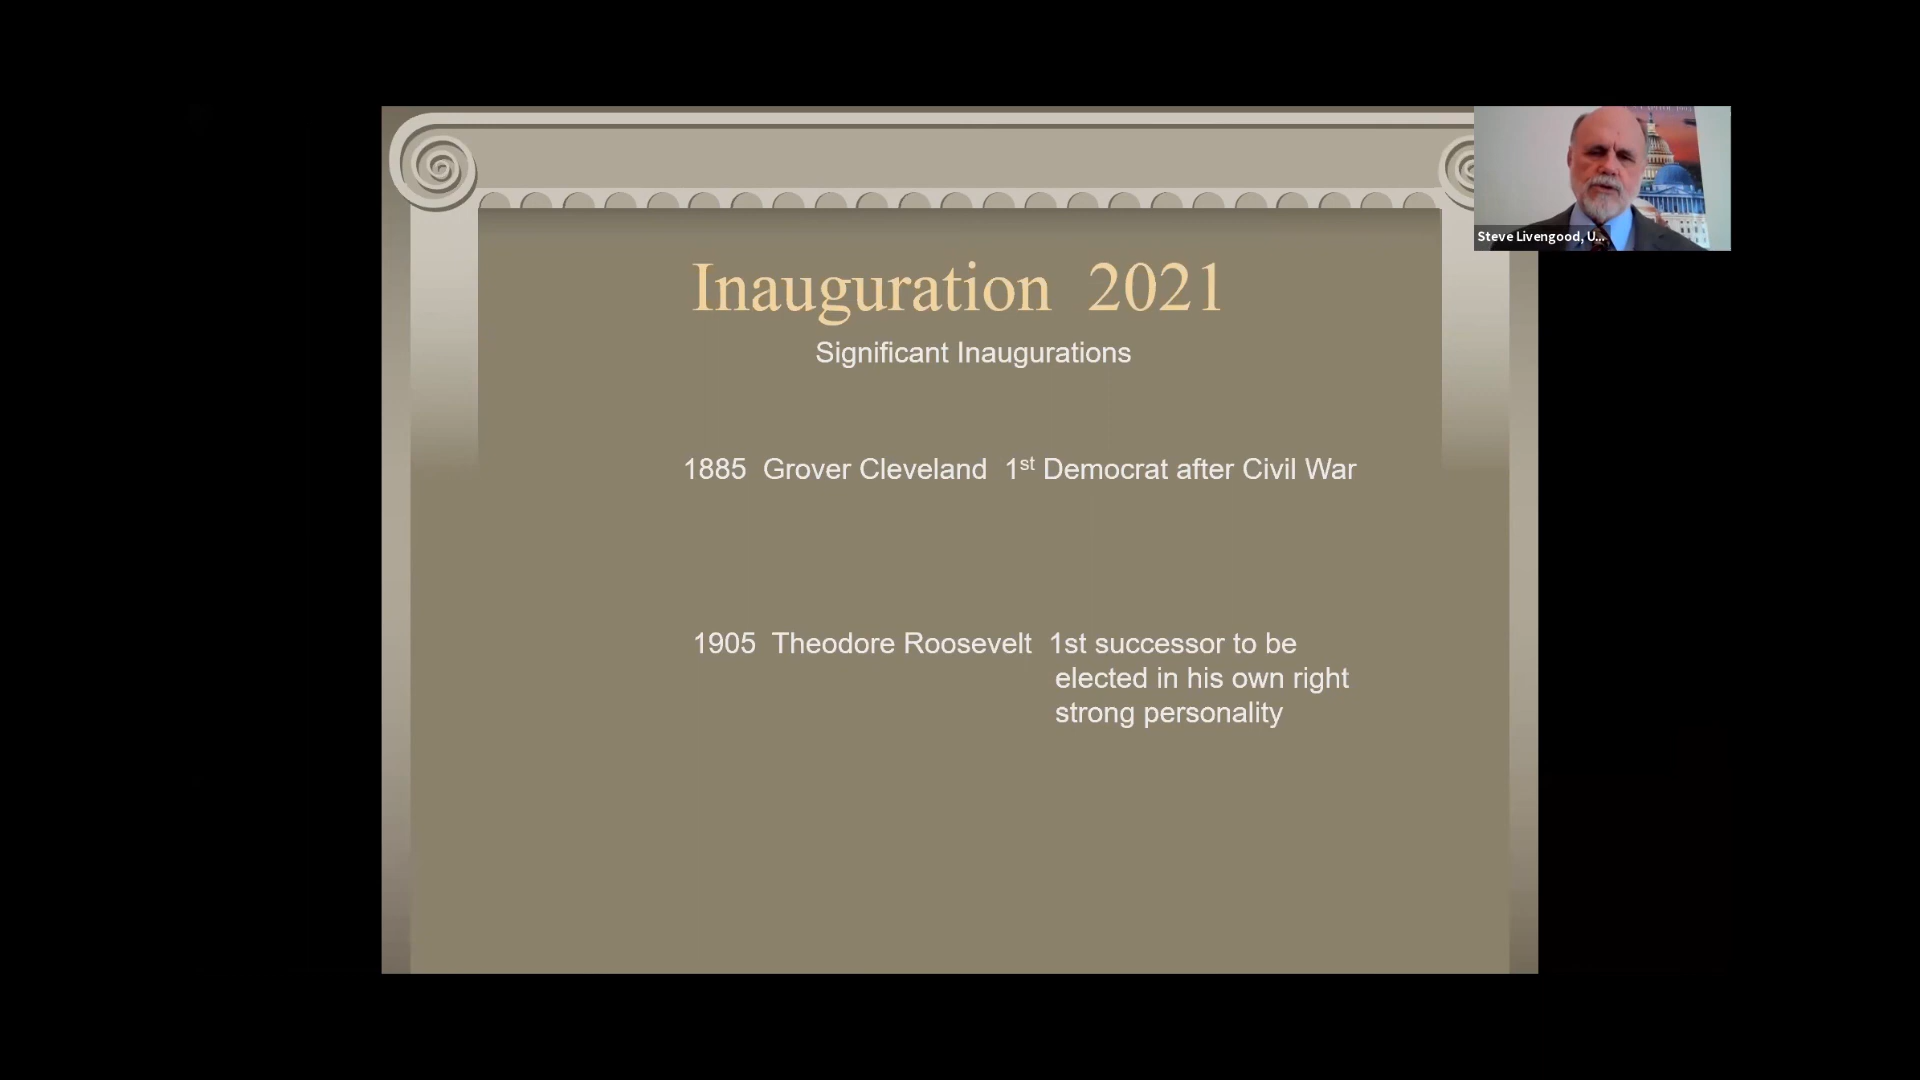 Inauguration 2021
Significant Inaugurations
1885 Grover Cleveland 1st Democrat after Civil War
1905 Theodore Roosevelt 1st successor to be
elected in his own right
strong personality
Steve Livengood, U...